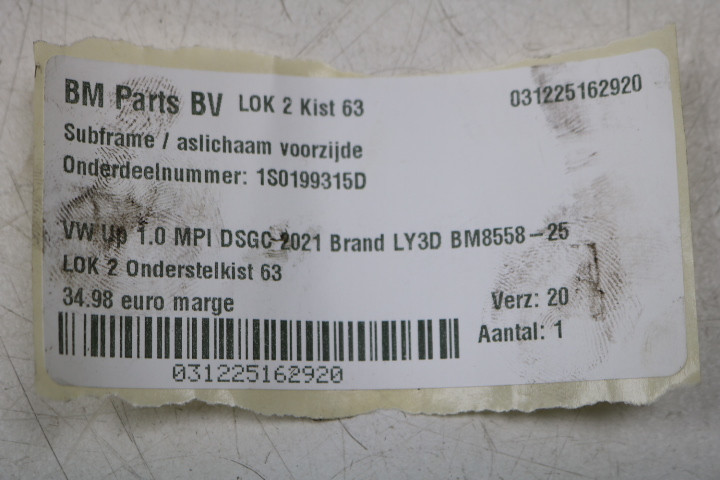 BM Parts BV LOK 2 Kist 63 031225162920
Subframe / aslichaam voorzijde
Onderdeelnummer: 1S0199315D
VW Up 1.0 MPI DSGC 2021 Brand LY3D BM8558-25
LOK 2 Onderstelkist 63
34.98 euro marge Verz: 20
Aantal: 1
031225162920